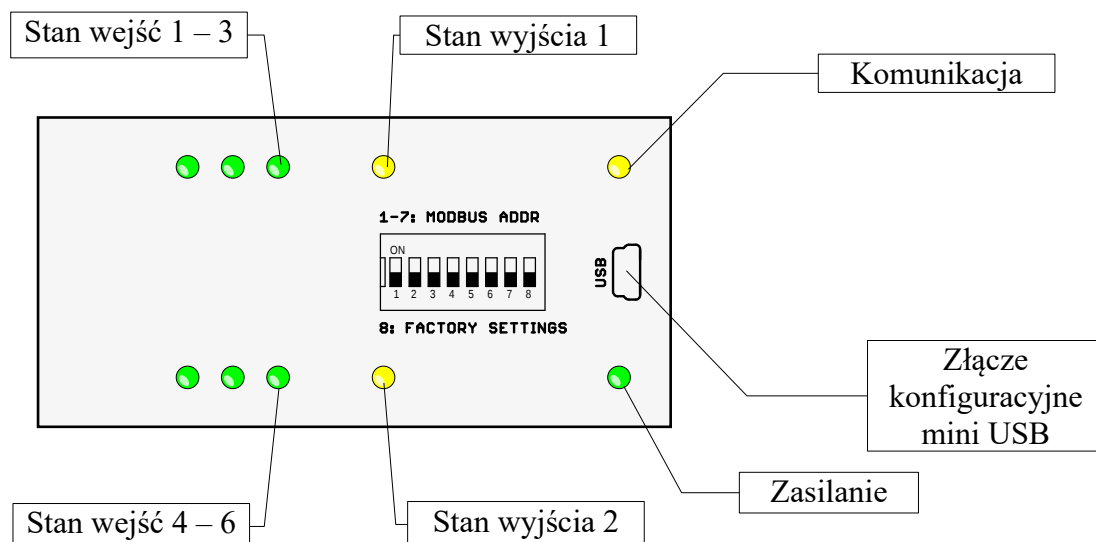 Stan wejść 1 – 3
Stan wyjścia 1
Komunikacja
1-7: MODBUS ADDR
ON
1 2 3 4 5 6 7 8
USB
8: FACTORY SETTINGS
Złącze
konfiguracyjne
mini USB
Zasilanie
Stan wejść 4 – 6
Stan wyjścia 2